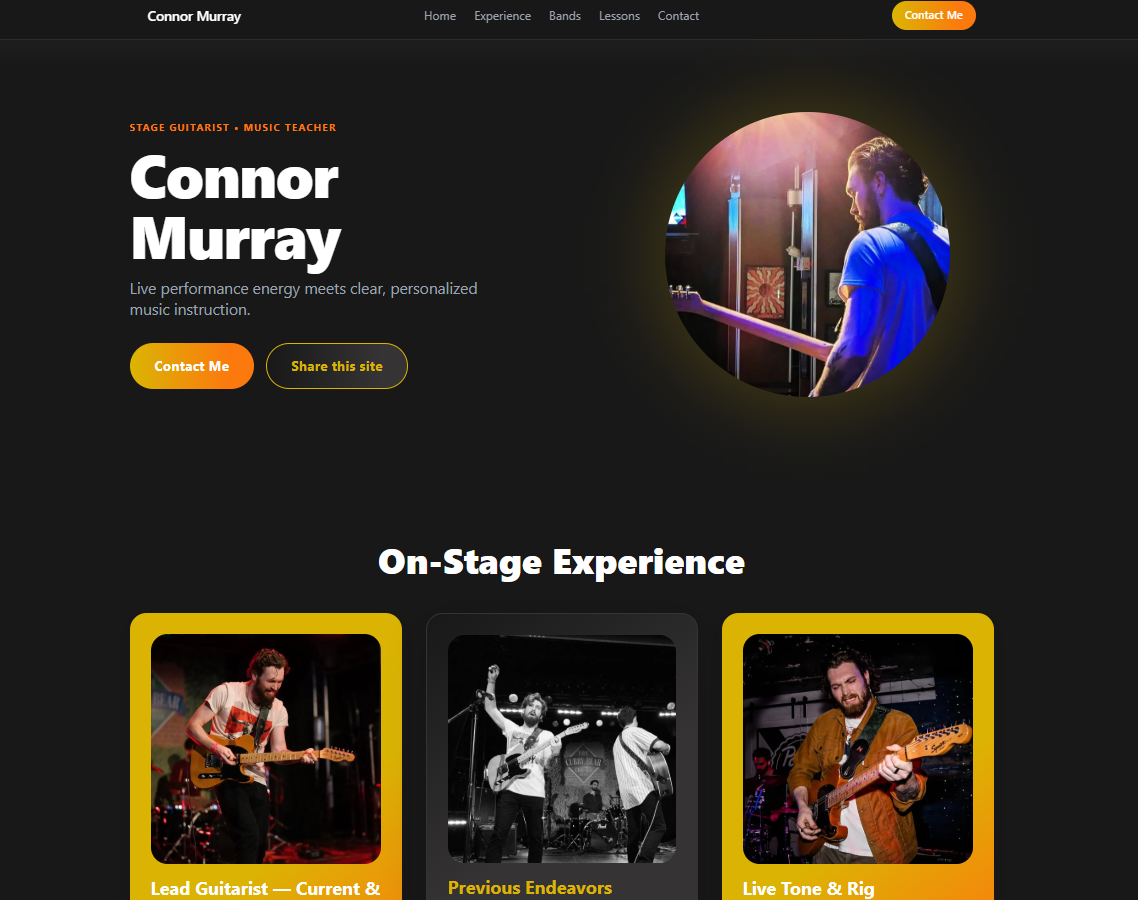 Connor Murray
Home Experience Bands Lessons Contact
Contact Me
STAGE GUITARIST • MUSIC TEACHER
Connor
Murray
Live performance energy meets clear, personalized
music instruction.
Contact Me
Share this site
On-Stage Experience
Lead Guitarist — Current &
Previous Endeavors
Live Tone & Rig